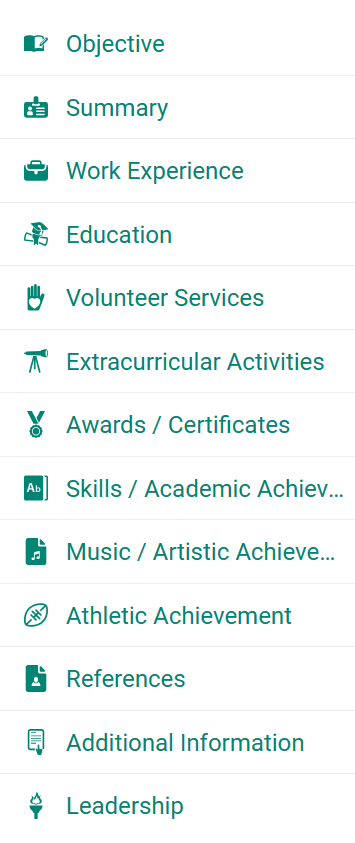 Objective
Summary
Work Experience
Education
Volunteer Services
Extracurricular Activities
Awards / Certificates
Ab
Skills / Academic Achiev...
Music / Artistic Achieve...
Athletic Achievement
References
Additional Information
Leadership